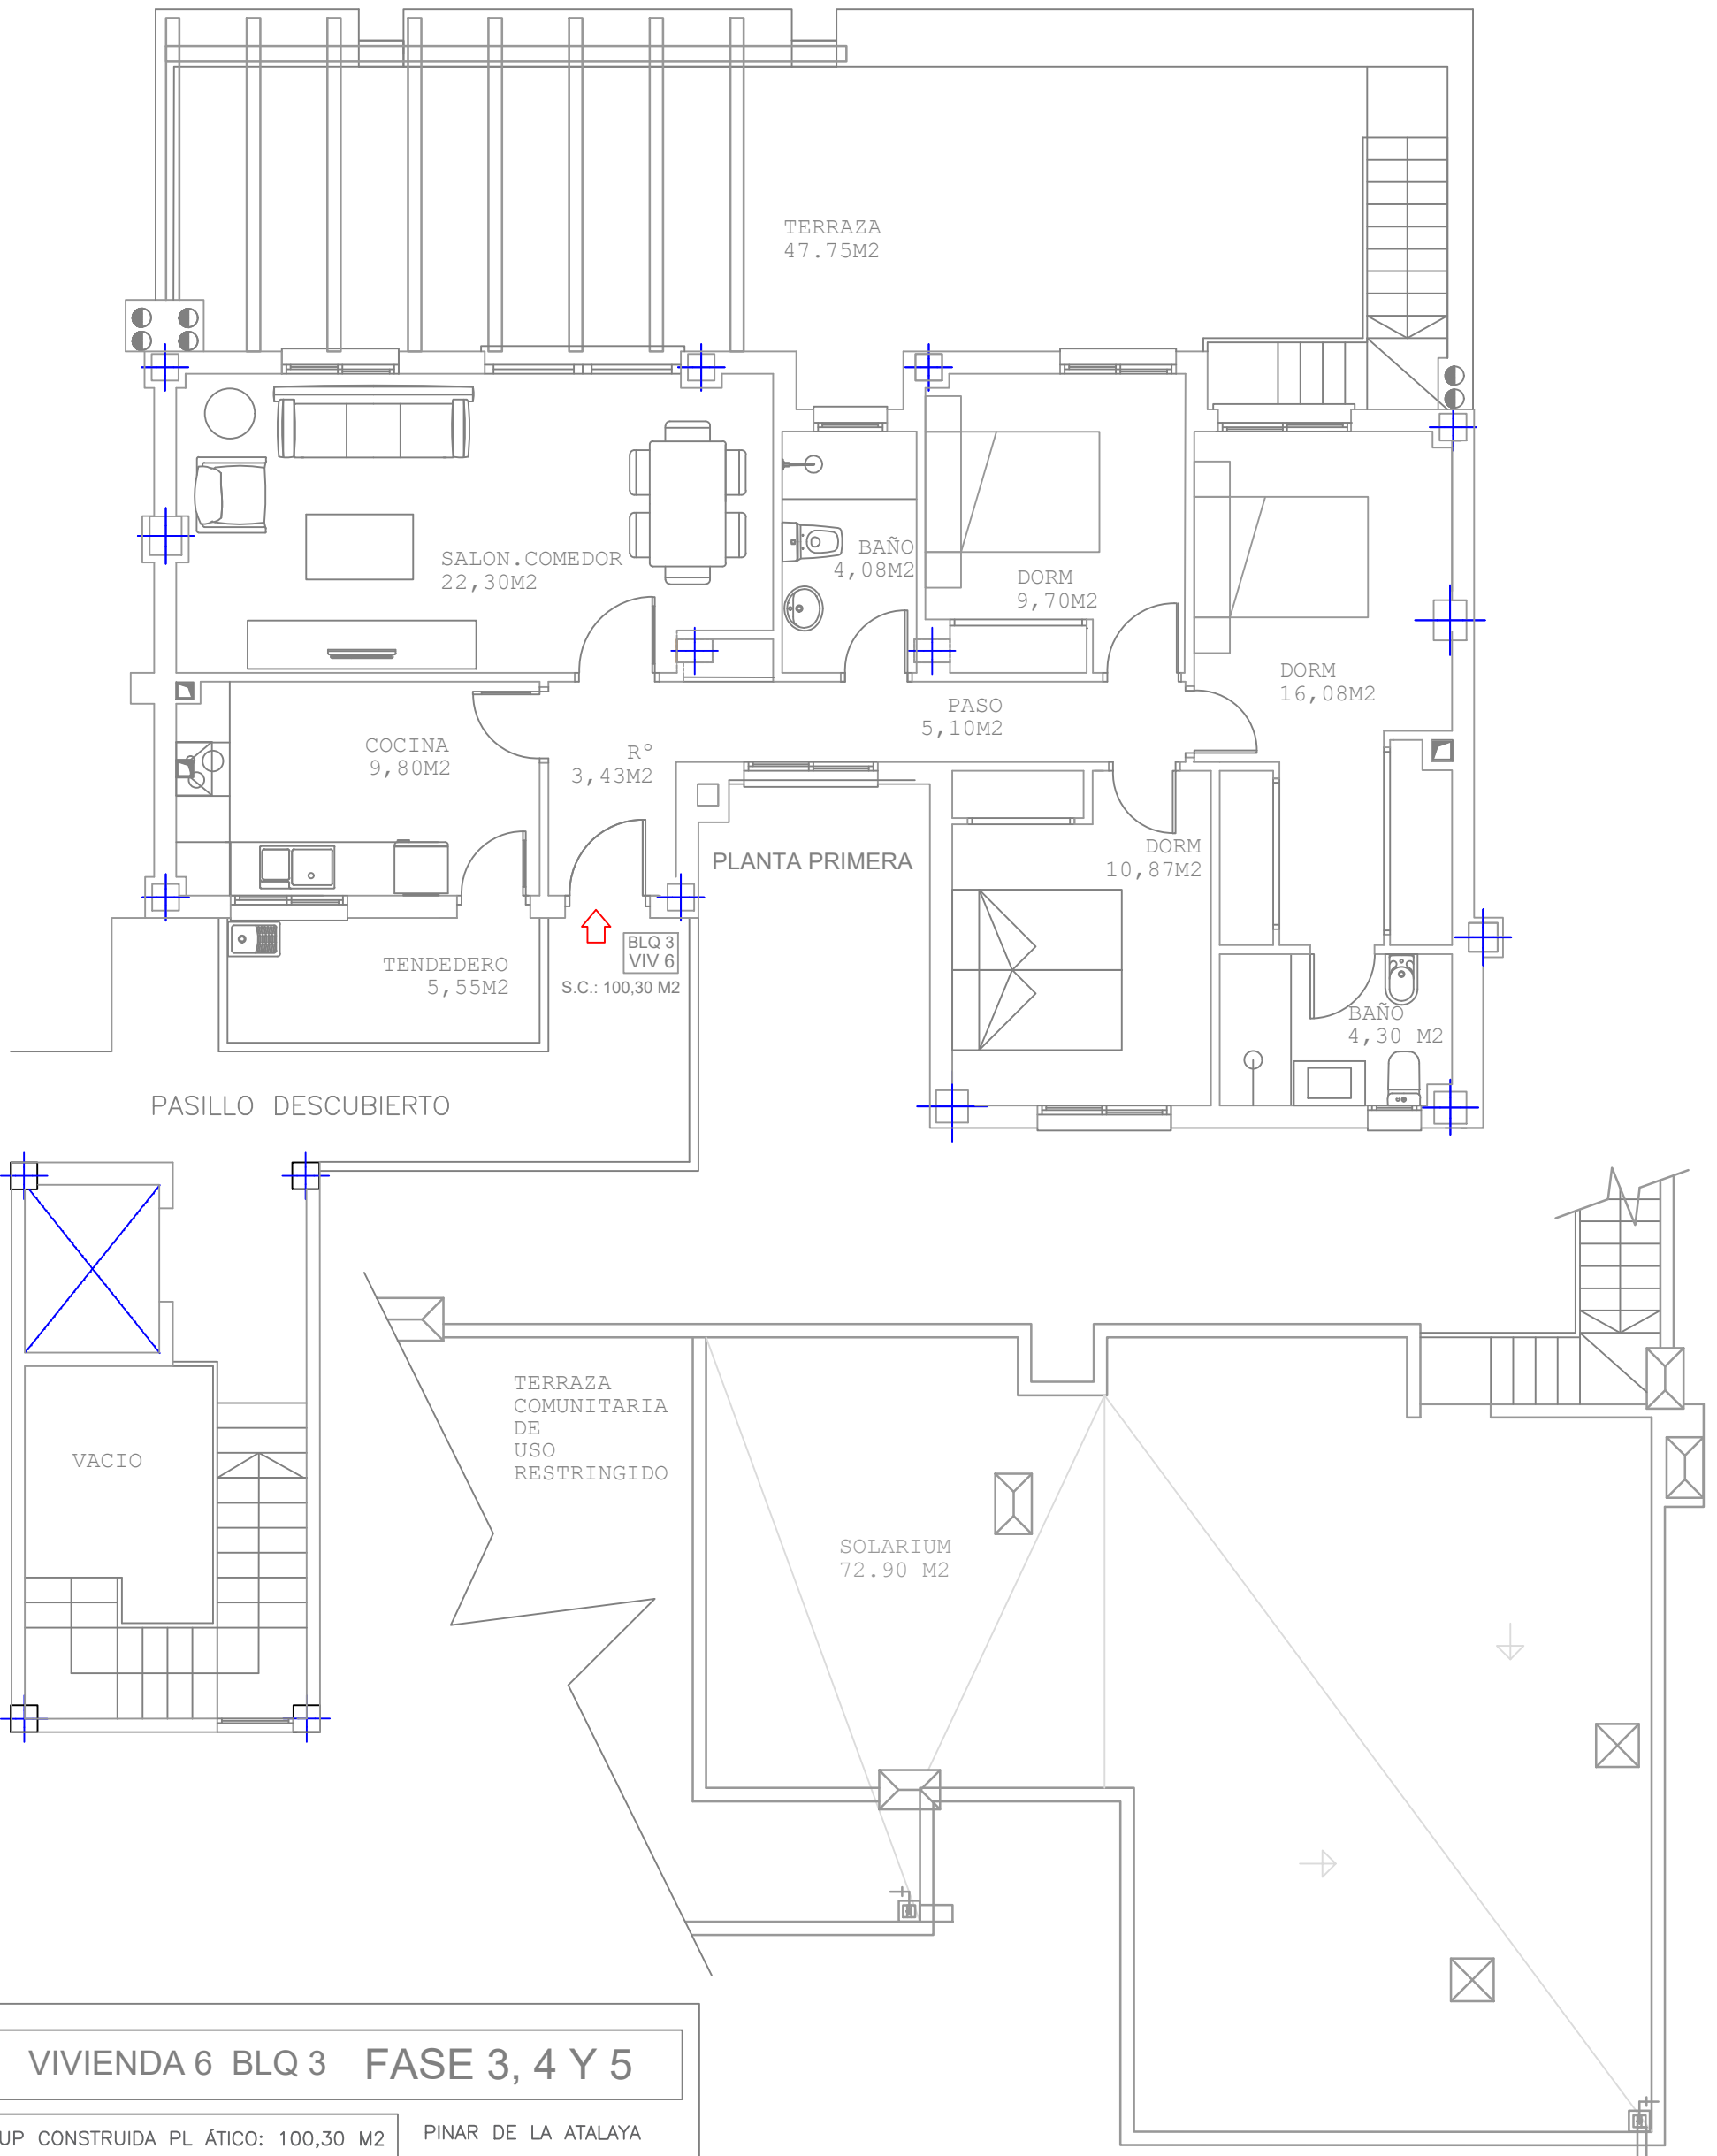 TERRAZA
47.75M2
SALON.COMEDOR
22,30M2
BAÑO
4,08M2
DORM
9,70M2
DORM
16,08M2
PASO
5,10M2
COCINA
9,80M2
R°
3,43M2
PLANTA PRIMERA
DORM
10,87M2
TENDEDERO
5,55M2
BLQ 3
VIV 6
S.C.: 100,30 M2
BAÑO
4,30 M2
PASILLO DESCUBIERTO
TERRAZA
COMUNITARIA
DE
USO
RESTRINGIDO
VACIO
SOLARIUM
72.90 M2
VIVIENDA 6 BLQ 3 FASE 3, 4 Y 5
UP CONSTRUIDA PL ÁTICO: 100,30 M2
PINAR DE LA ATALAYA